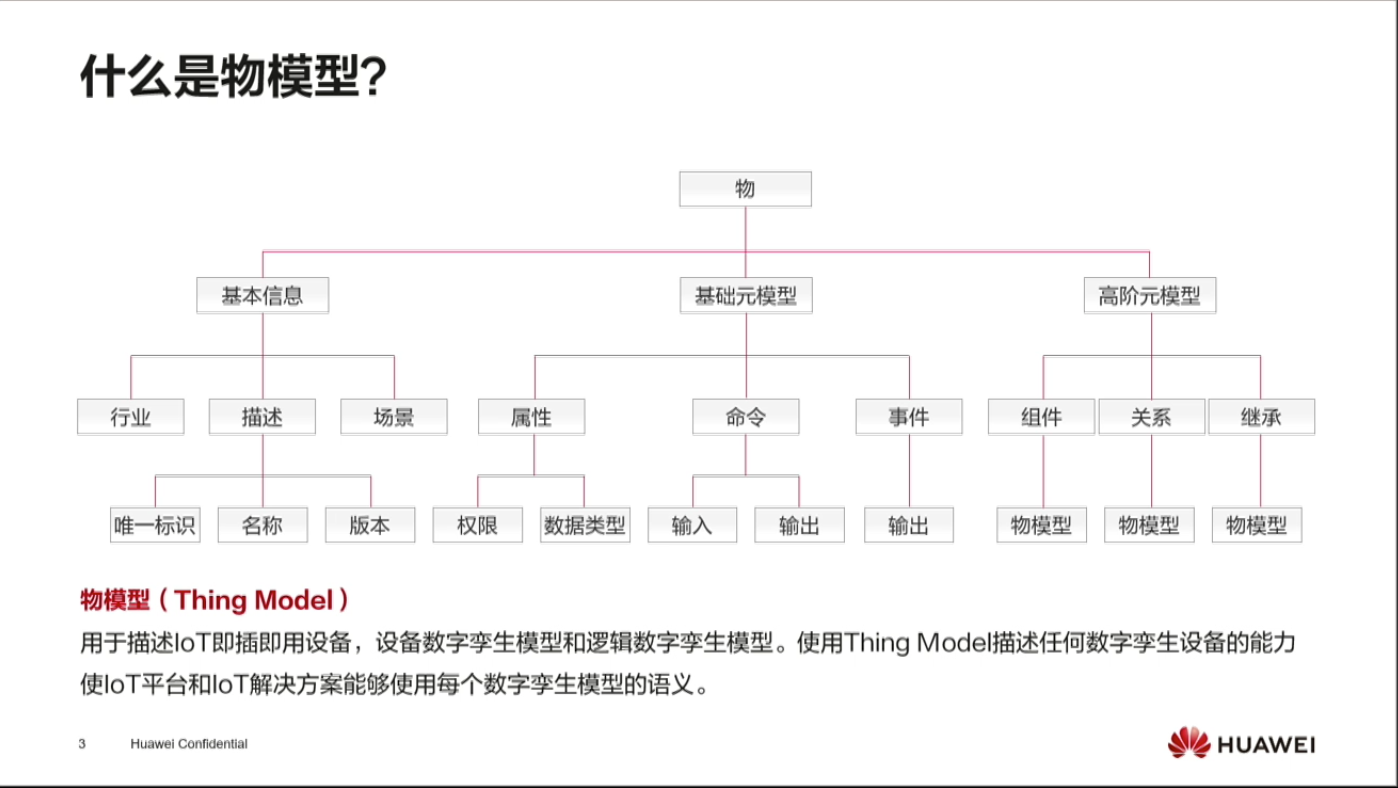 什么是物模型?
物
基本信息
基础元模型
高阶元模型
行业
描述
场景
属性
命令
事件
组件
关系
继承
唯一标识
名称
版本
权限
数据类型
输入
输出
输出
物模型
物模型
物模型
物模型（Thing Model）
用于描述IoT即插即用设备，设备数字孪生模型和逻辑数字孪生模型。使用Thing Model描述任何数字孪生设备的能力
使IoT平台和IoT解决方案能够使用每个数字孪生模型的语义。
3
Huawei Confidential
HUAWEI